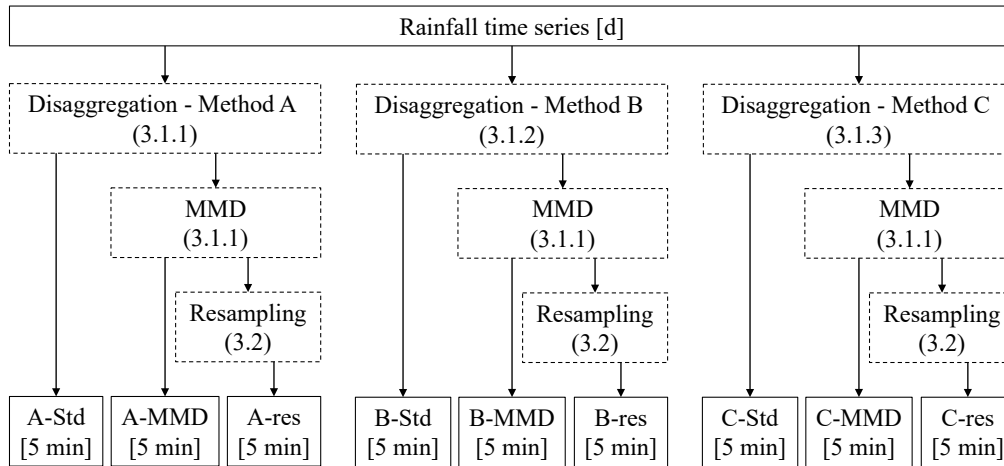 Rainfall time series [d]
Disaggregation - Method A
(3.1.1)
Disaggregation - Method B
(3.1.2)
Disaggregation - Method C
(3.1.3)
MMD
(3.1.1)
MMD
(3.1.1)
MMD
(3.1.1)
Resampling
(3.2)
Resampling
(3.2)
Resampling
(3.2)
A-Std
[5 min]
A-MMD
[5 min]
A-res
[5 min]
B-Std
[5 min]
B-MMD
[5 min]
B-res
[5 min]
C-Std
[5 min]
C-MMD
[5 min]
C-res
[5 min]